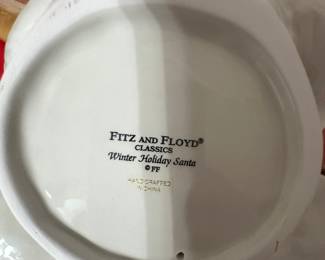 FITZ AND FLOYD®
CLASSICS
Winter Holiday Santa
©FF
HANDCRAFTED
IN CHINA